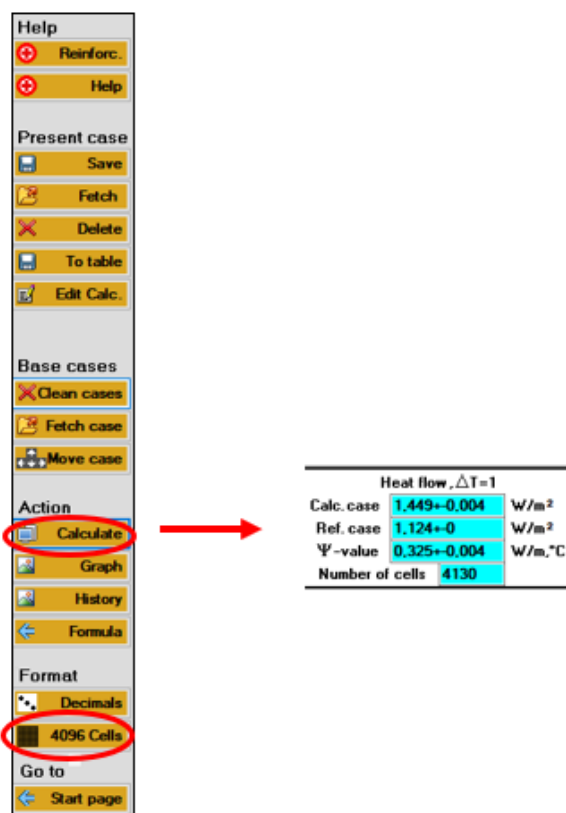 Help
Reinforc.
Help
Present case
Save
Fetch
Delete
To table
Edit Calc.
Base cases
Clean cases
Fetch case
Move case
Action
Calculate
Graph
History
Formula
Format
Decimals
4096 Cells
Go to
Start page
Heat flow, △T=1
Calc. case 1,449+-0,004 W/m²
Ref. case 1,124+-0 W/m²
Ψ-value 0,325+-0,004 W/m,°C
Number of cells 4130